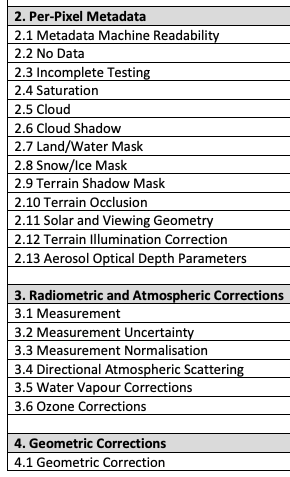 2. Per-Pixel Metadata
2.1 Metadata Machine Readability
2.2 No Data
2.3 Incomplete Testing
2.4 Saturation
2.5 Cloud
2.6 Cloud Shadow
2.7 Land/Water Mask
2.8 Snow/Ice Mask
2.9 Terrain Shadow Mask
2.10 Terrain Occlusion
2.11 Solar and Viewing Geometry
2.12 Terrain Illumination Correction
2.13 Aerosol Optical Depth Parameters
3. Radiometric and Atmospheric Corrections
3.1 Measurement
3.2 Measurement Uncertainty
3.3 Measurement Normalisation
3.4 Directional Atmospheric Scattering
3.5 Water Vapour Corrections
3.6 Ozone Corrections
4. Geometric Corrections
4.1 Geometric Correction